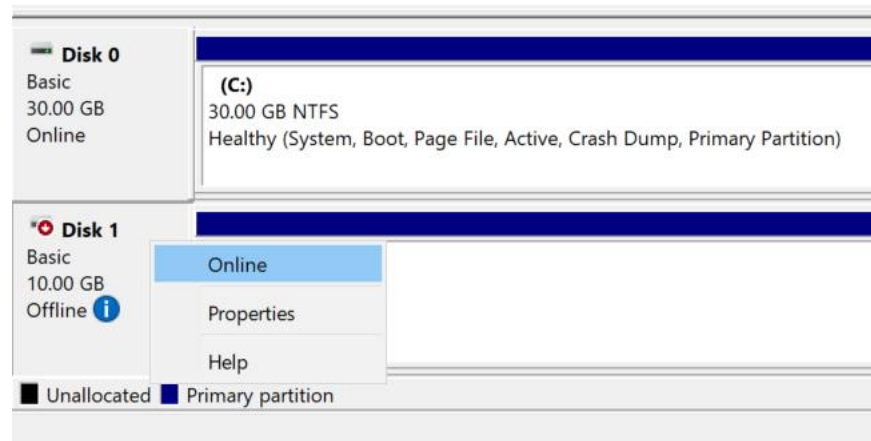 Disk 0
Basic
30.00 GB
Online
(C:)
30.00 GB NTFS
Healthy (System, Boot, Page File, Active, Crash Dump, Primary Partition)
Disk 1
Basic
10.00 GB
Offline
Online
Properties
Help
Unallocated Primary partition